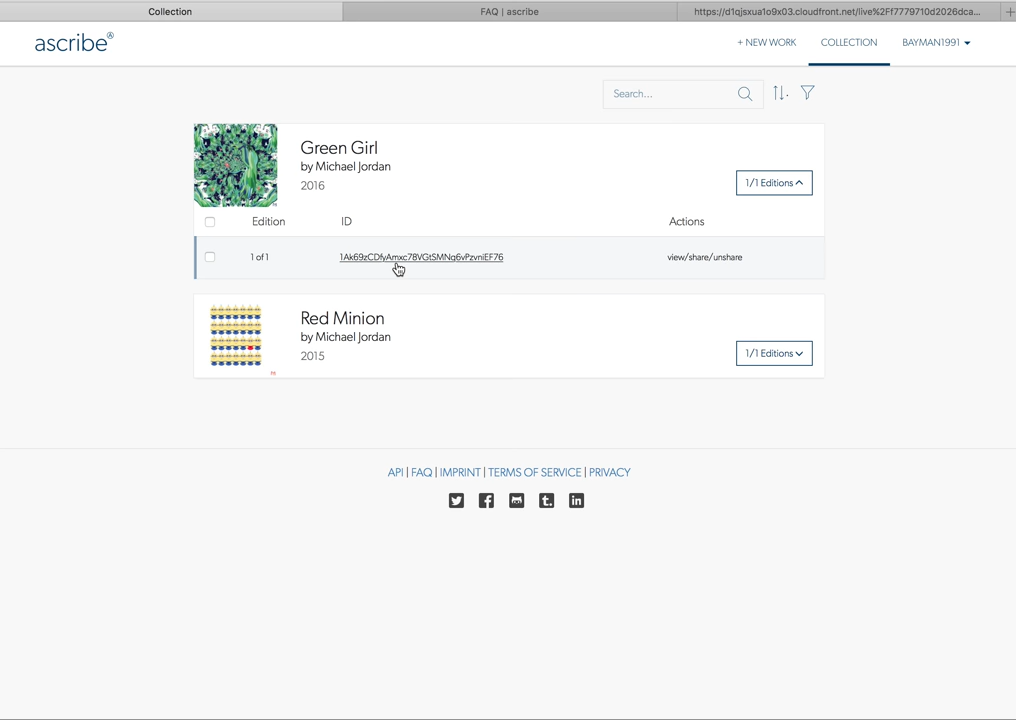 Collection
FAQ | ascribe
https://d1qjsxua1o9x03.cloudfront.net/live%2Ff7779710d2026dca...
ascribe
+ NEW WORK
COLLECTION
BAYMAN1991
Search...
Green Girl
by Michael Jordan
2016
1/1 Editions
Edition
ID
Actions
1 of 1
1Ak69zCDfyAmxc78VGtSMNq6vPzvniEF76
view/share/unshare
Red Minion
by Michael Jordan
2015
1/1 Editions
API | FAQ | IMPRINT | TERMS OF SERVICE | PRIVACY